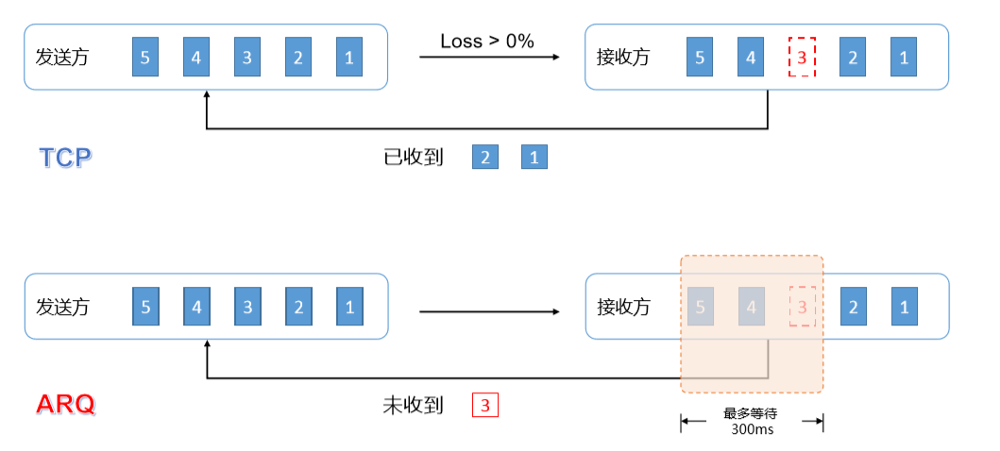 发送方 5 4 3 2 1
Loss > 0%
接收方 5 4 3 2 1
TCP
已收到 2 1
发送方 5 4 3 2 1
接收方 5 4 3 2 1
ARQ
未收到 3
最多等待
300ms